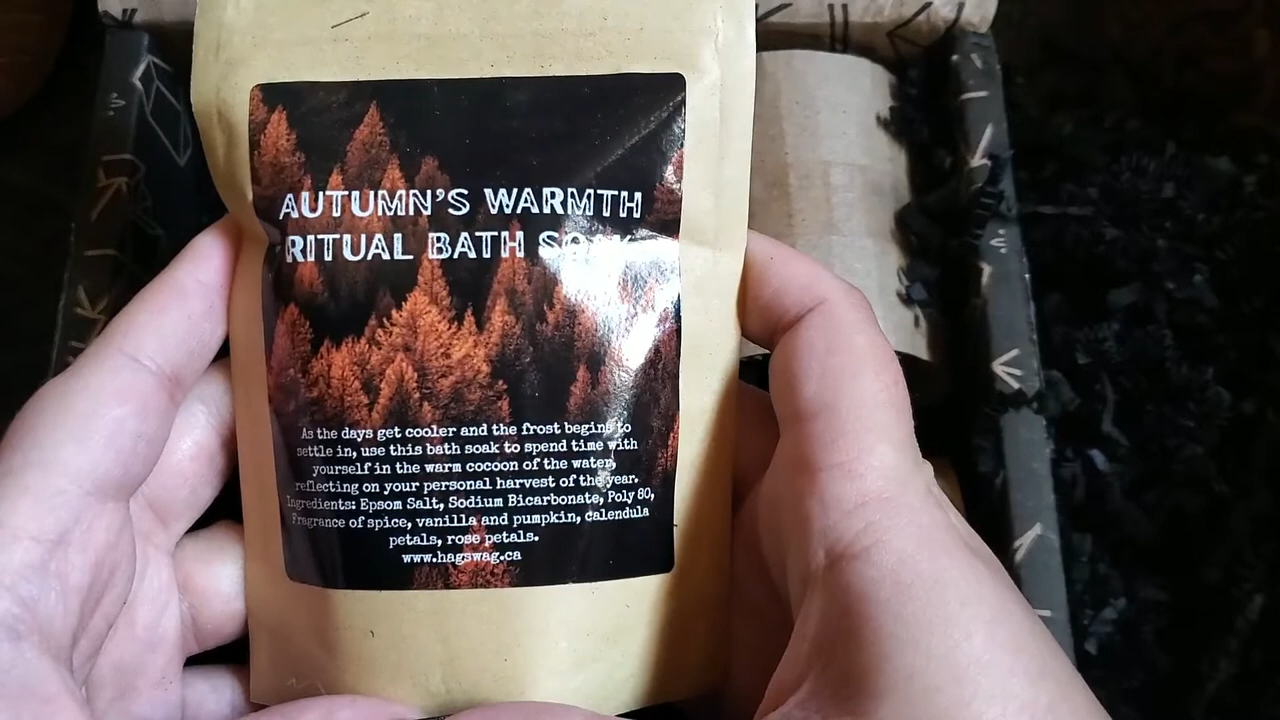 AUTUMN'S WARMTH
RITUAL BATH SOAK
As the days get cooler and the frost begins to
settle in, use this bath soak to spend time with
yourself in the warm cocoon of the water,
reflecting on your personal harvest of the year.
Ingredients: Epsom Salt, Sodium Bicarbonate, Poly 80,
Fragrance of spice, vanilla and pumpkin, calendula
petals, rose petals.
www.hagswag.ca